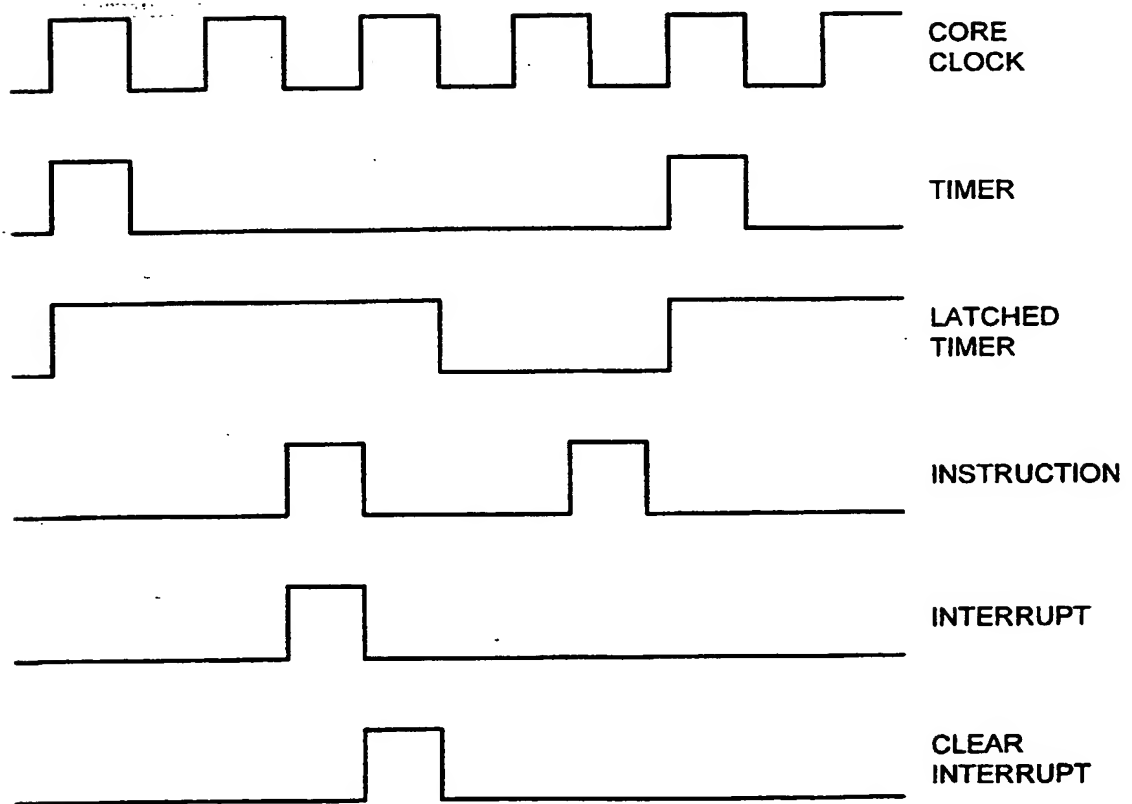 CORE
CLOCK
TIMER
LATCHED
TIMER
INSTRUCTION
INTERRUPT
CLEAR
INTERRUPT